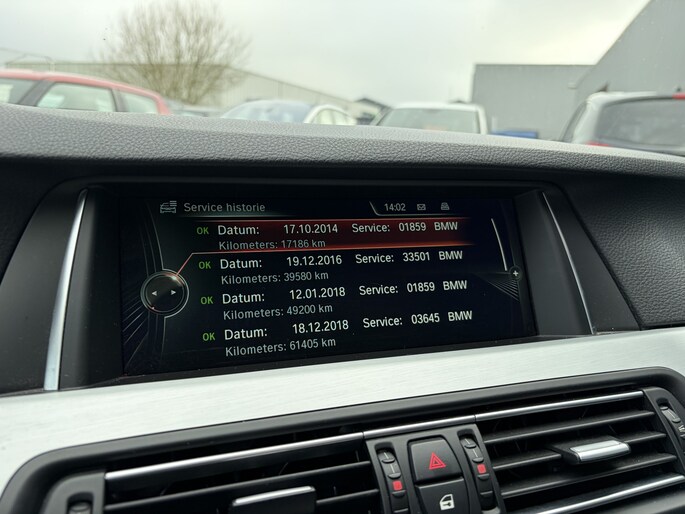 Service historie 14:02
OK Datum: 17.10.2014 Service: 01859 BMW
Kilometers: 17186 km
OK Datum: 19.12.2016 Service: 33501 BMW
Kilometers: 39580 km
OK Datum: 12.01.2018 Service: 01859 BMW
Kilometers: 49200 km
OK Datum: 18.12.2018 Service: 03645 BMW
Kilometers: 61405 km